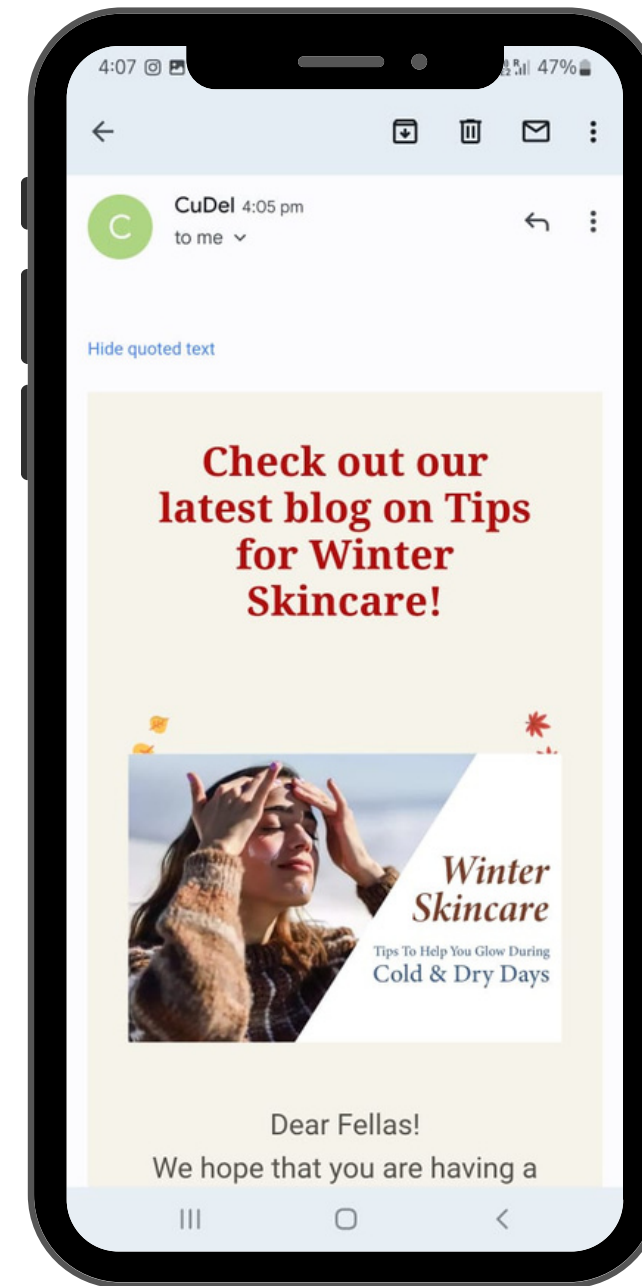 4:07 47%
C
CuDel 4:05 pm
to me
Hide quoted text
Check out our
latest blog on Tips
for Winter
Skincare!
Winter
Skincare
Tips To Help You Glow During
Cold & Dry Days
Dear Fellas!
We hope that you are having a